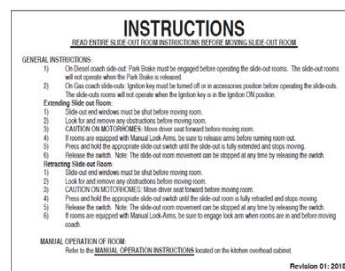 INSTRUCTIONS
READ ENTIRE SLIDE-OUT ROOM INSTRUCTIONS BEFORE MOVING SLIDE-OUT ROOM
GENERAL INSTRUCTIONS:
1) On Diesel coach slide-out: Park Brake must be engaged before operating the slide-out rooms. The slide-out rooms
will not operate when the Park Brake is released.
2) On Gas coach slide-outs: Ignition key must be turned off or in accessories position before operating the slide-outs.
The slide-outs rooms will not operate when the Ignition key is in the Ignition ON position.
Extending Slide out Room:
1) Slide-out end windows must be shut before moving room.
2) Look for and remove any obstructions before moving room.
3) CAUTION ON MOTORHOMES: Move driver seat forward before moving room.
4) If rooms are equipped with Manual Lock-Arms, be sure to release arms before running room out.
5) Press and hold the appropriate slide-out switch until the slide-out is fully extended and stops moving.
6) Release the switch. Note: The slide-out room movement can be stopped at any time by releasing the switch.
Retracting Slide-out Room:
1) Slide-out end windows must be shut before moving room.
2) Look for and remove any obstructions before moving room.
3) CAUTION ON MOTORHOMES: Move driver seat forward before moving room.
4) Press and hold the appropriate slide-out switch until the slide-out room is fully retracted and stops moving.
5) Release the switch. Note: The slide-out room movement can be stopped at any time by releasing the switch.
6) If rooms are equipped with Manual Lock-Arms, be sure to engage lock arm when rooms are in and before moving
coach.
MANUAL OPERATION OF ROOM:
Refer to the MANUAL OPERATION INSTRUCTIONS located on the kitchen overhead cabinet.
Revision 01: 2018